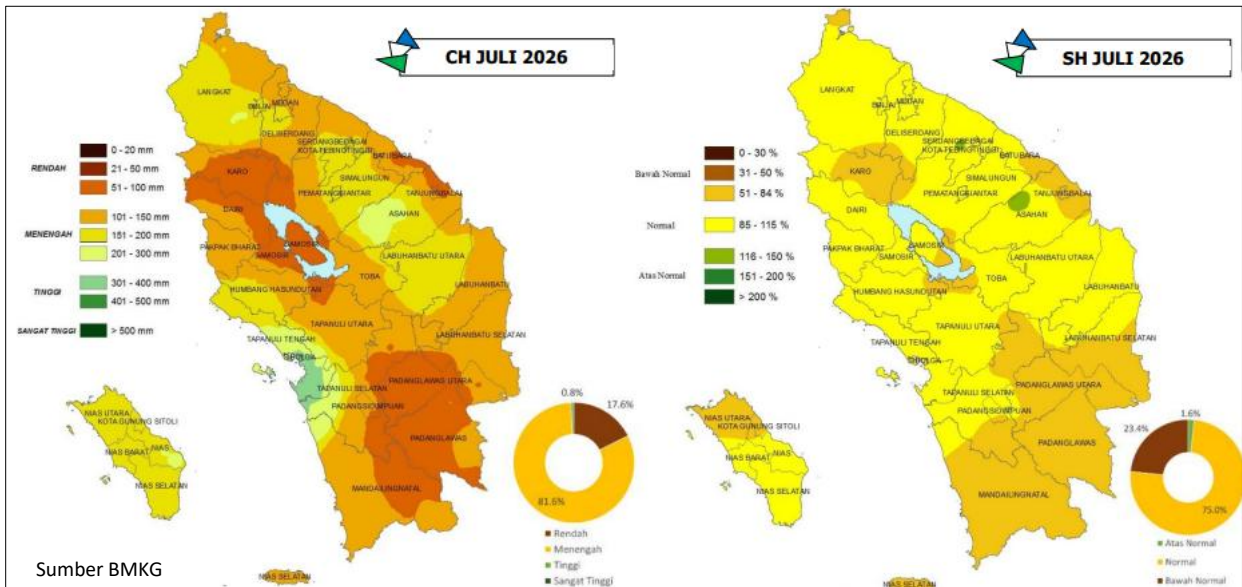 CH JULI 2026
RENDAH
0 - 20 mm
21 - 50 mm
51 - 100 mm
MENENGAH
101 - 150 mm
151 - 200 mm
201 - 300 mm
TINGGI
301 - 400 mm
401 - 500 mm
SANGAT TINGGI
> 500 mm
LANGKAT
BINJAI
MEDAN
DELISERDANG
SERDANGBEDAGAI
KOTA TEBINGTINGGI
BATUBARA
KARO
SIMALUNGUN
PEMATANGSIANTAR
TANJUNGBALAI
DAIRI
ASAHAN
PAKPAK BHARAT
SAMOSIR
SAMOSIR
LABUHANBATU UTARA
TOBA
HUMBANG HASUNDUTAN
LABUHANBATU
TAPANULI UTARA
LABUHANBATU SELATAN
TAPANULI TENGAH
SIBOLGA
TAPANULI SELATAN
PADANGLAWAS UTARA
PADANGSIDIMPUAN
PADANGLAWAS
MANDAILINGNATAL
NIAS UTARA
KOTA GUNUNG SITOLI
NIAS BARAT
NIAS
NIAS SELATAN
NIAS SELATAN
0.8%
17.6%
81.6%
Rendah
Menengah
Tinggi
Sangat Tinggi
Sumber BMKG
SH JULI 2026
Bawah Normal
0 - 30 %
31 - 50 %
51 - 84 %
Normal
85 - 115 %
Atas Normal
116 - 150 %
151 - 200 %
> 200 %
LANGKAT
BINJAI
MEDAN
DELISERDANG
SERDANGBEDAGAI
KOTA TEBINGTINGGI
BATUBARA
KARO
SIMALUNGUN
PEMATANGSIANTAR
TANJUNGBALAI
DAIRI
ASAHAN
PAKPAK BHARAT
SAMOSIR
SAMOSIR
LABUHANBATU UTARA
TOBA
HUMBANG HASUNDUTAN
LABUHANBATU
TAPANULI UTARA
LABUHANBATU SELATAN
TAPANULI TENGAH
SIBOLGA
TAPANULI SELATAN
PADANGLAWAS UTARA
PADANGSIDIMPUAN
PADANGLAWAS
MANDAILINGNATAL
NIAS UTARA
KOTA GUNUNG SITOLI
NIAS BARAT
NIAS
NIAS SELATAN
NIAS SELATAN
1.6%
23.4%
75.0%
Atas Normal
Normal
Bawah Normal